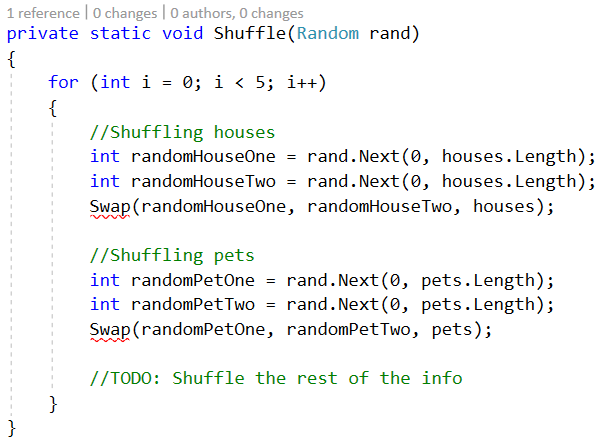 1 reference | 0 changes | 0 authors, 0 changes
private static void Shuffle(Random rand)
{
    for (int i = 0; i < 5; i++)
    {
        //Shuffling houses
        int randomHouseOne = rand.Next(0, houses.Length);
        int randomHouseTwo = rand.Next(0, houses.Length);
        Swap(randomHouseOne, randomHouseTwo, houses);

        //Shuffling pets
        int randomPetOne = rand.Next(0, pets.Length);
        int randomPetTwo = rand.Next(0, pets.Length);
        Swap(randomPetOne, randomPetTwo, pets);

        //TODO: Shuffle the rest of the info
    }
}